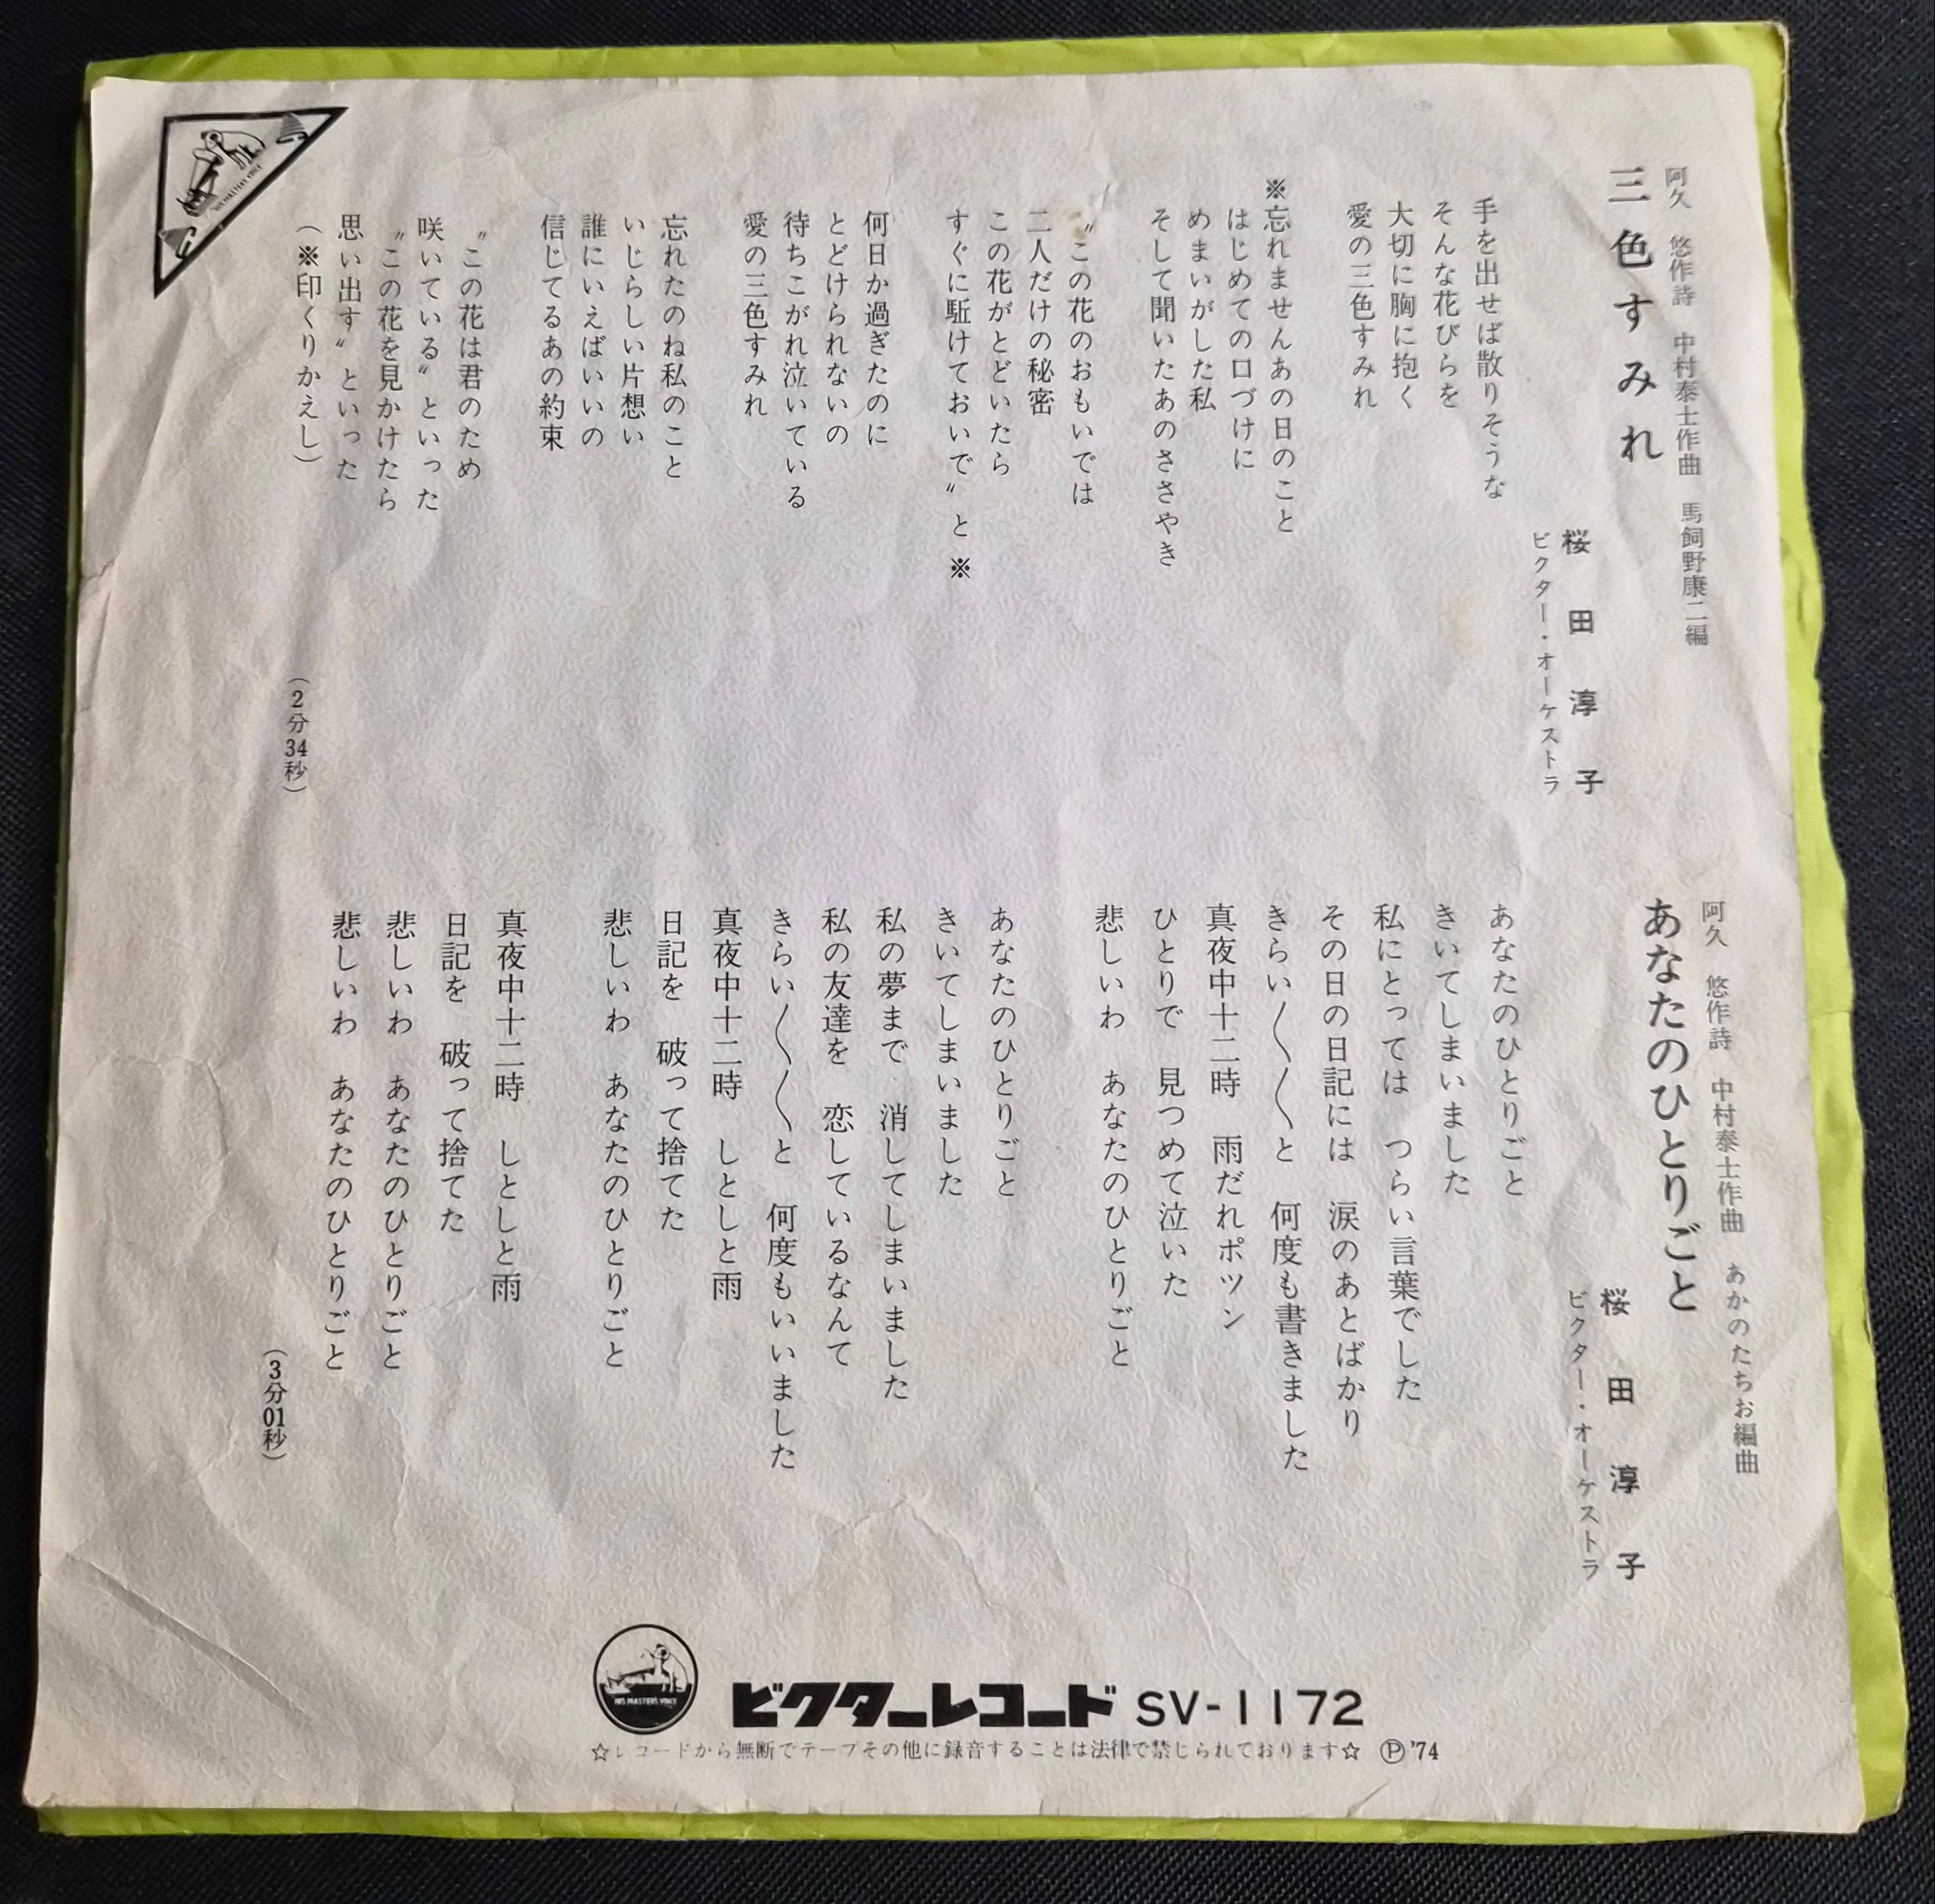 阿久 悠作詩 中村泰士作曲 馬飼野康二編
三色すみれ
桜田淳子
ビクター・オーケストラ
手を出せば散りそうな
そんな花びらを
大切に胸に抱く
愛の三色すみれ
※忘れませんあの日のこと
はじめての口づけに
めまいがした私
そして聞いたあのささやき
〝この花のおもいでは
二人だけの秘密
この花がとどいたら
すぐに駈けておいで〟と ※
何日か過ぎたのに
とどけられないの
待ちこがれ泣いている
愛の三色すみれ
忘れたのね私のこと
いじらしい片想い
誰にいえばいいの
信じてるあの約束
〝この花は君のため
咲いている〟といった
〝この花を見かけたら
思い出す〟といった
(※印くりかえし)
(2分34秒)
阿久 悠作詩 中村泰士作曲 あかのたちお編曲
あなたのひとりごと
桜田淳子
ビクター・オーケストラ
あなたのひとりごと
きいてしまいました
私にとっては つらい言葉でした
その日の日記には 涙のあとばかり
きらい〱〱と 何度も書きました
真夜中十二時 雨だれポツン
ひとりで 見つめて泣いた
悲しいわ あなたのひとりごと
あなたのひとりごと
きいてしまいました
私の夢まで 消してしまいました
私の友達を 恋しているなんて
きらい〱〱と 何度もいいました
真夜中十二時 しとしと雨
日記を 破って捨てた
悲しいわ あなたのひとりごと
真夜中十二時 しとしと雨
日記を 破って捨てた
悲しいわ あなたのひとりごと
悲しいわ あなたのひとりごと
(3分01秒)
HIS MASTER'S VOICE
HIS MASTERS VOICE
ビクターレコード SV-1172
☆レコードから無断でテープその他に録音することは法律で禁じられております☆ Ⓟ'74